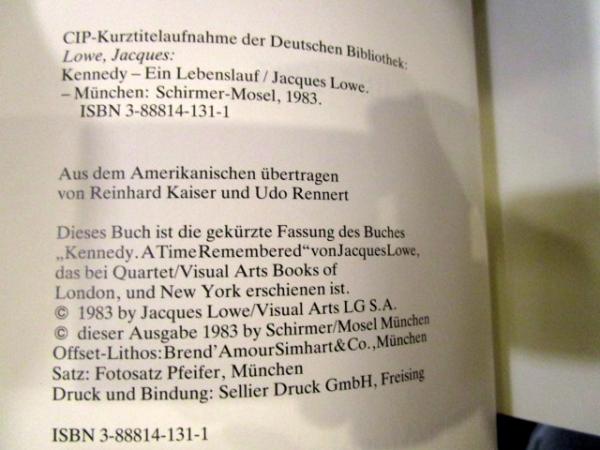 CIP-Kurztitelaufnahme der Deutschen Bibliothek:
Lowe, Jacques:
Kennedy – Ein Lebenslauf / Jacques Lowe.
– München: Schirmer-Mosel, 1983.
ISBN 3-88814-131-1
Aus dem Amerikanischen übertragen
von Reinhard Kaiser und Udo Rennert
Dieses Buch ist die gekürzte Fassung des Buches
„Kennedy. A Time Remembered“ von Jacques Lowe,
das bei Quartet/Visual Arts Books of
London, und New York erschienen ist.
© 1983 by Jacques Lowe/Visual Arts LG S.A.
© dieser Ausgabe 1983 by Schirmer/Mosel München
Offset-Lithos: Brend'Amour Simhart & Co., München
Satz: Fotosatz Pfeifer, München
Druck und Bindung: Sellier Druck GmbH, Freising
ISBN 3-88814-131-1